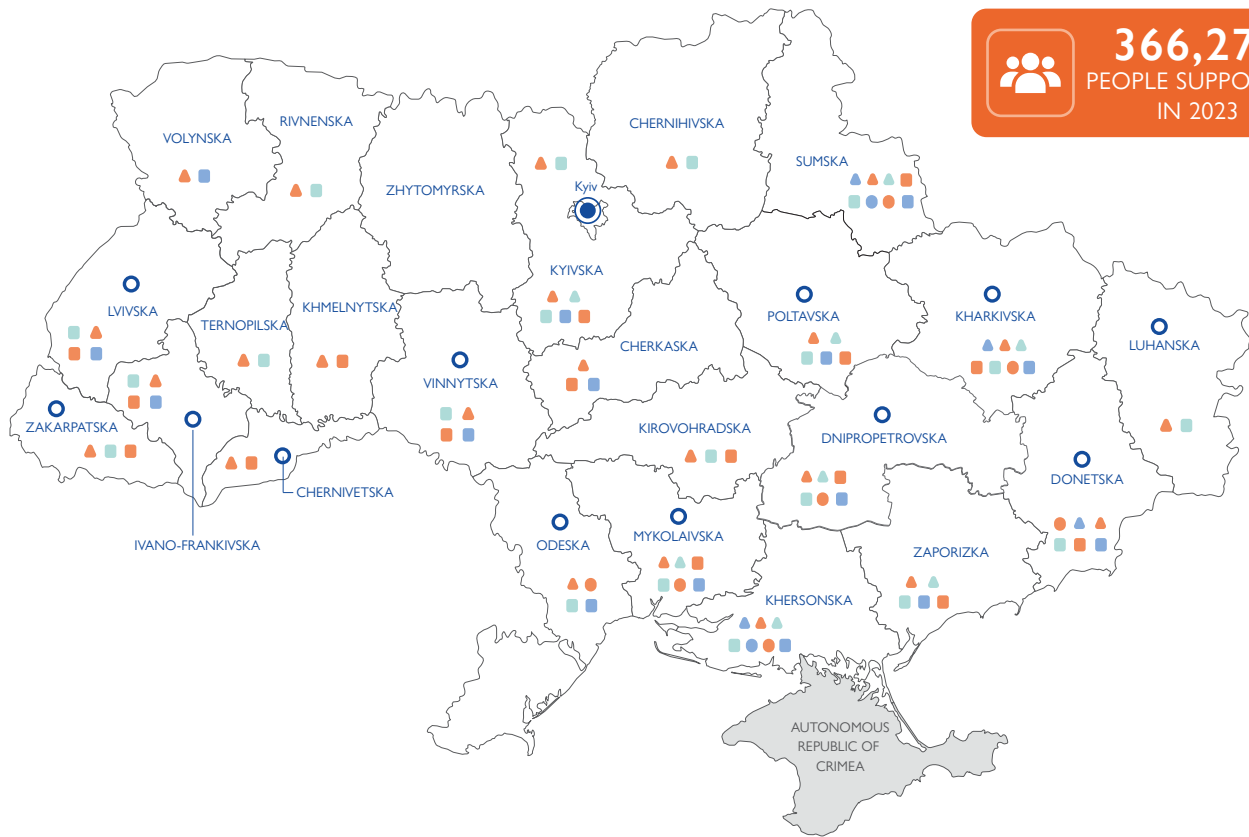 366,27
PEOPLE
IN 2023
RIVNENSKA
VOLYNSKA
CHERNIHIVSKA
SUMSKA
ZHYTOMYRSKA
Kyiv
KYIVSKA
LVIVSKA
KHMELNYTSKA
TERNOPILSKA
POLTAVSKA
KHARKIVSKA
LUHANSKA
CHERKASKA
VINNYTSKA
ZAKARPATSKA
KIROVOHRADSKA
DNIPROPETROVSKA
DONETSKA
CHERNIVETSKA
IVANO-FRANKIVSKA
ODESKA
MYKOLAIVSKA
ZAPORIZKA
KHERSONSKA
AUTONOMOUS
REPUBLIC OF
CRIMEA